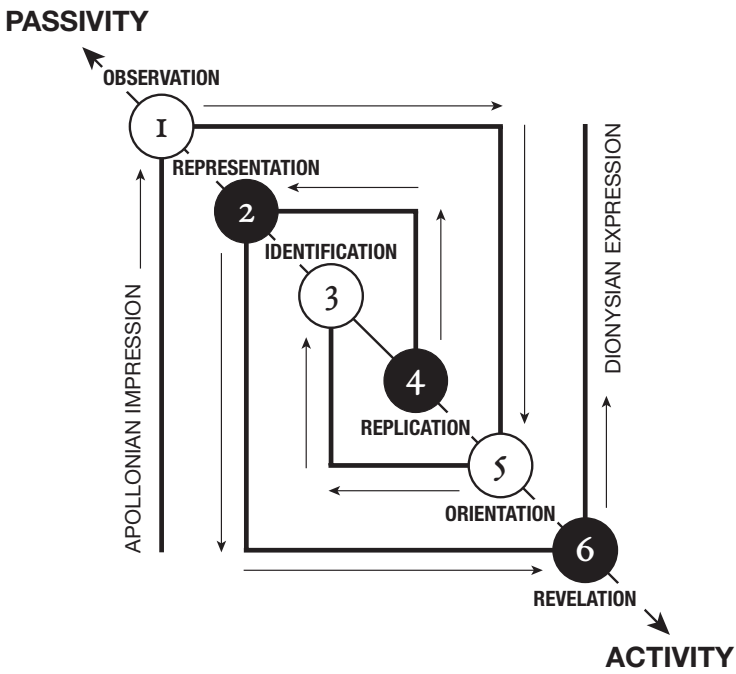 PASSIVITY
OBSERVATION
1
REPRESENTATION
2
IDENTIFICATION
3
4
REPLICATION
5
ORIENTATION
6
REVELATION
ACTIVITY
APOLLONIAN IMPRESSION
DIONYSIAN EXPRESSION